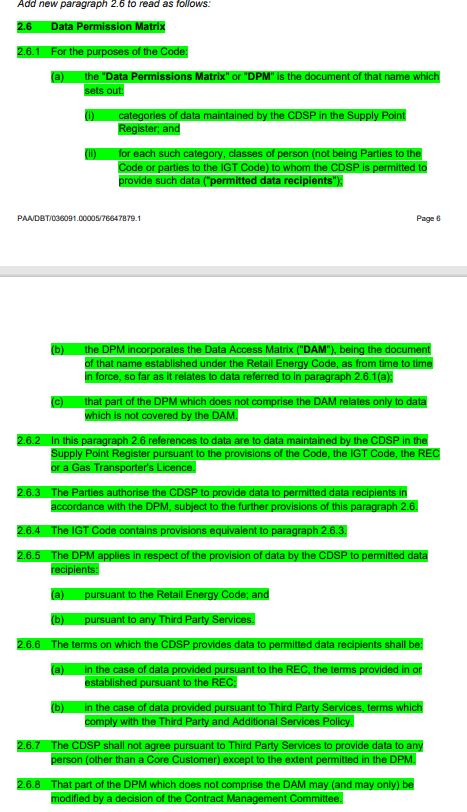 Add new paragraph 2.6 to read as follows:
2.6 Data Permission Matrix
2.6.1 For the purposes of the Code:
(a) the "Data Permissions Matrix" or "DPM" is the document of that name which
sets out:
(i) categories of data maintained by the CDSP in the Supply Point
Register; and
(ii) for each such category, classes of person (not being Parties to the
Code or parties to the IGT Code) to whom the CDSP is permitted to
provide such data ("permitted data recipients");
PAA/DBT/036091.00005/76647879.1 Page 6
(b) the DPM incorporates the Data Access Matrix ("DAM"), being the document
of that name established under the Retail Energy Code, as from time to time
in force, so far as it relates to data referred to in paragraph 2.6.1(a);
(c) that part of the DPM which does not comprise the DAM relates only to data
which is not covered by the DAM.
2.6.2 In this paragraph 2.6 references to data are to data maintained by the CDSP in the
Supply Point Register pursuant to the provisions of the Code, the IGT Code, the REC
or a Gas Transporter's Licence.
2.6.3 The Parties authorise the CDSP to provide data to permitted data recipients in
accordance with the DPM, subject to the further provisions of this paragraph 2.6.
2.6.4 The IGT Code contains provisions equivalent to paragraph 2.6.3.
2.6.5 The DPM applies in respect of the provision of data by the CDSP to permitted data
recipients:
(a) pursuant to the Retail Energy Code; and
(b) pursuant to any Third Party Services.
2.6.6 The terms on which the CDSP provides data to permitted data recipients shall be:
(a) in the case of data provided pursuant to the REC, the terms provided in or
established pursuant to the REC;
(b) in the case of data provided pursuant to Third Party Services, terms which
comply with the Third Party and Additional Services Policy.
2.6.7 The CDSP shall not agree pursuant to Third Party Services to provide data to any
person (other than a Core Customer) except to the extent permitted in the DPM.
2.6.8 That part of the DPM which does not comprise the DAM may (and may only) be
modified by a decision of the Contract Management Committee.